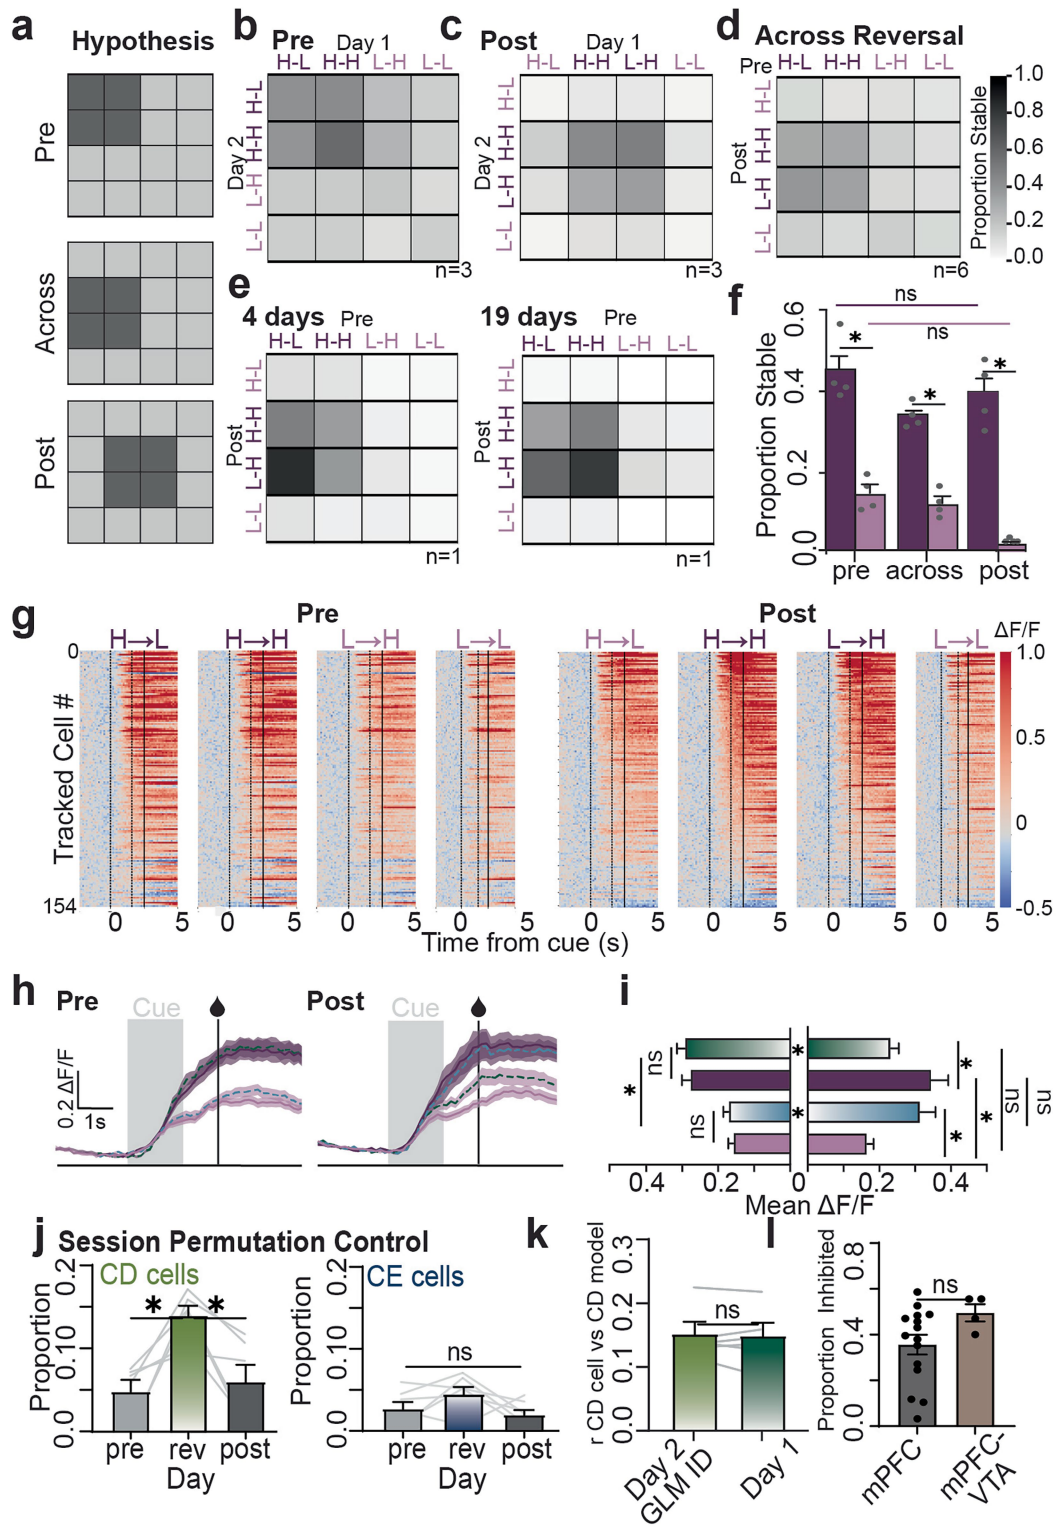 a
Hypothesis
Pre
Across
Post
b
Pre
Day 1
H-L H-H L-H L-L
Day 2
H-L
H-H
L-H
L-L
n=3
c
Post
Day 1
H-L H-H L-H L-L
Day 2
H-L
H-H
L-H
L-L
n=3
d
Across Reversal
Pre
H-L H-H L-H L-L
Post
H-L
H-H
L-H
L-L
n=6
Proportion Stable
1.0
0.8
0.6
0.4
0.2
0.0
e
4 days
Pre
H-L H-H L-H L-L
Post
H-L
H-H
L-H
L-L
n=1
19 days
Pre
H-L H-H L-H L-L
Post
H-L
H-H
L-H
L-L
n=1
f
Proportion Stable
0.6
0.4
0.2
0.0
ns
ns
*
*
*
pre across post
g
Pre
Post
H→L H→H L→H L→L H→L H→H L→H L→L
ΔF/F
1.0
0.5
0
-0.5
Tracked Cell #
0
154
0 5 0 5 0 5 0 5 0 5 0 5 0 5 0 5
Time from cue (s)
h
Pre
Cue
0.2 ΔF/F
1s
Post
Cue
i
*
ns
ns
*
*
*
*
*
ns
ns
0.4 0.2 0 0.2 0.4
Mean ΔF/F
j
Session Permutation Control
CD cells
Proportion
0.2
0.10
0.0
* *
pre rev post
Day
CE cells
Proportion
0.2
0.10
0.0
ns
pre rev post
Day
k
r CD cell vs CD model
0.3
0.2
0.1
0.0
ns
Day 2
GLM ID
Day 1
l
Proportion Inhibited
0.8
0.4
0.0
ns
mPFC
mPFC-
VTA